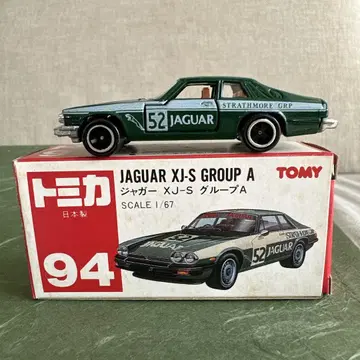 52 JAGUAR
STRATHMORE GRP
トミカ
日本製
94
JAGUAR XJ-S GROUP A
ジャガー XJ-S グループA
SCALE 1/67
TOMY
52 JAGUAR